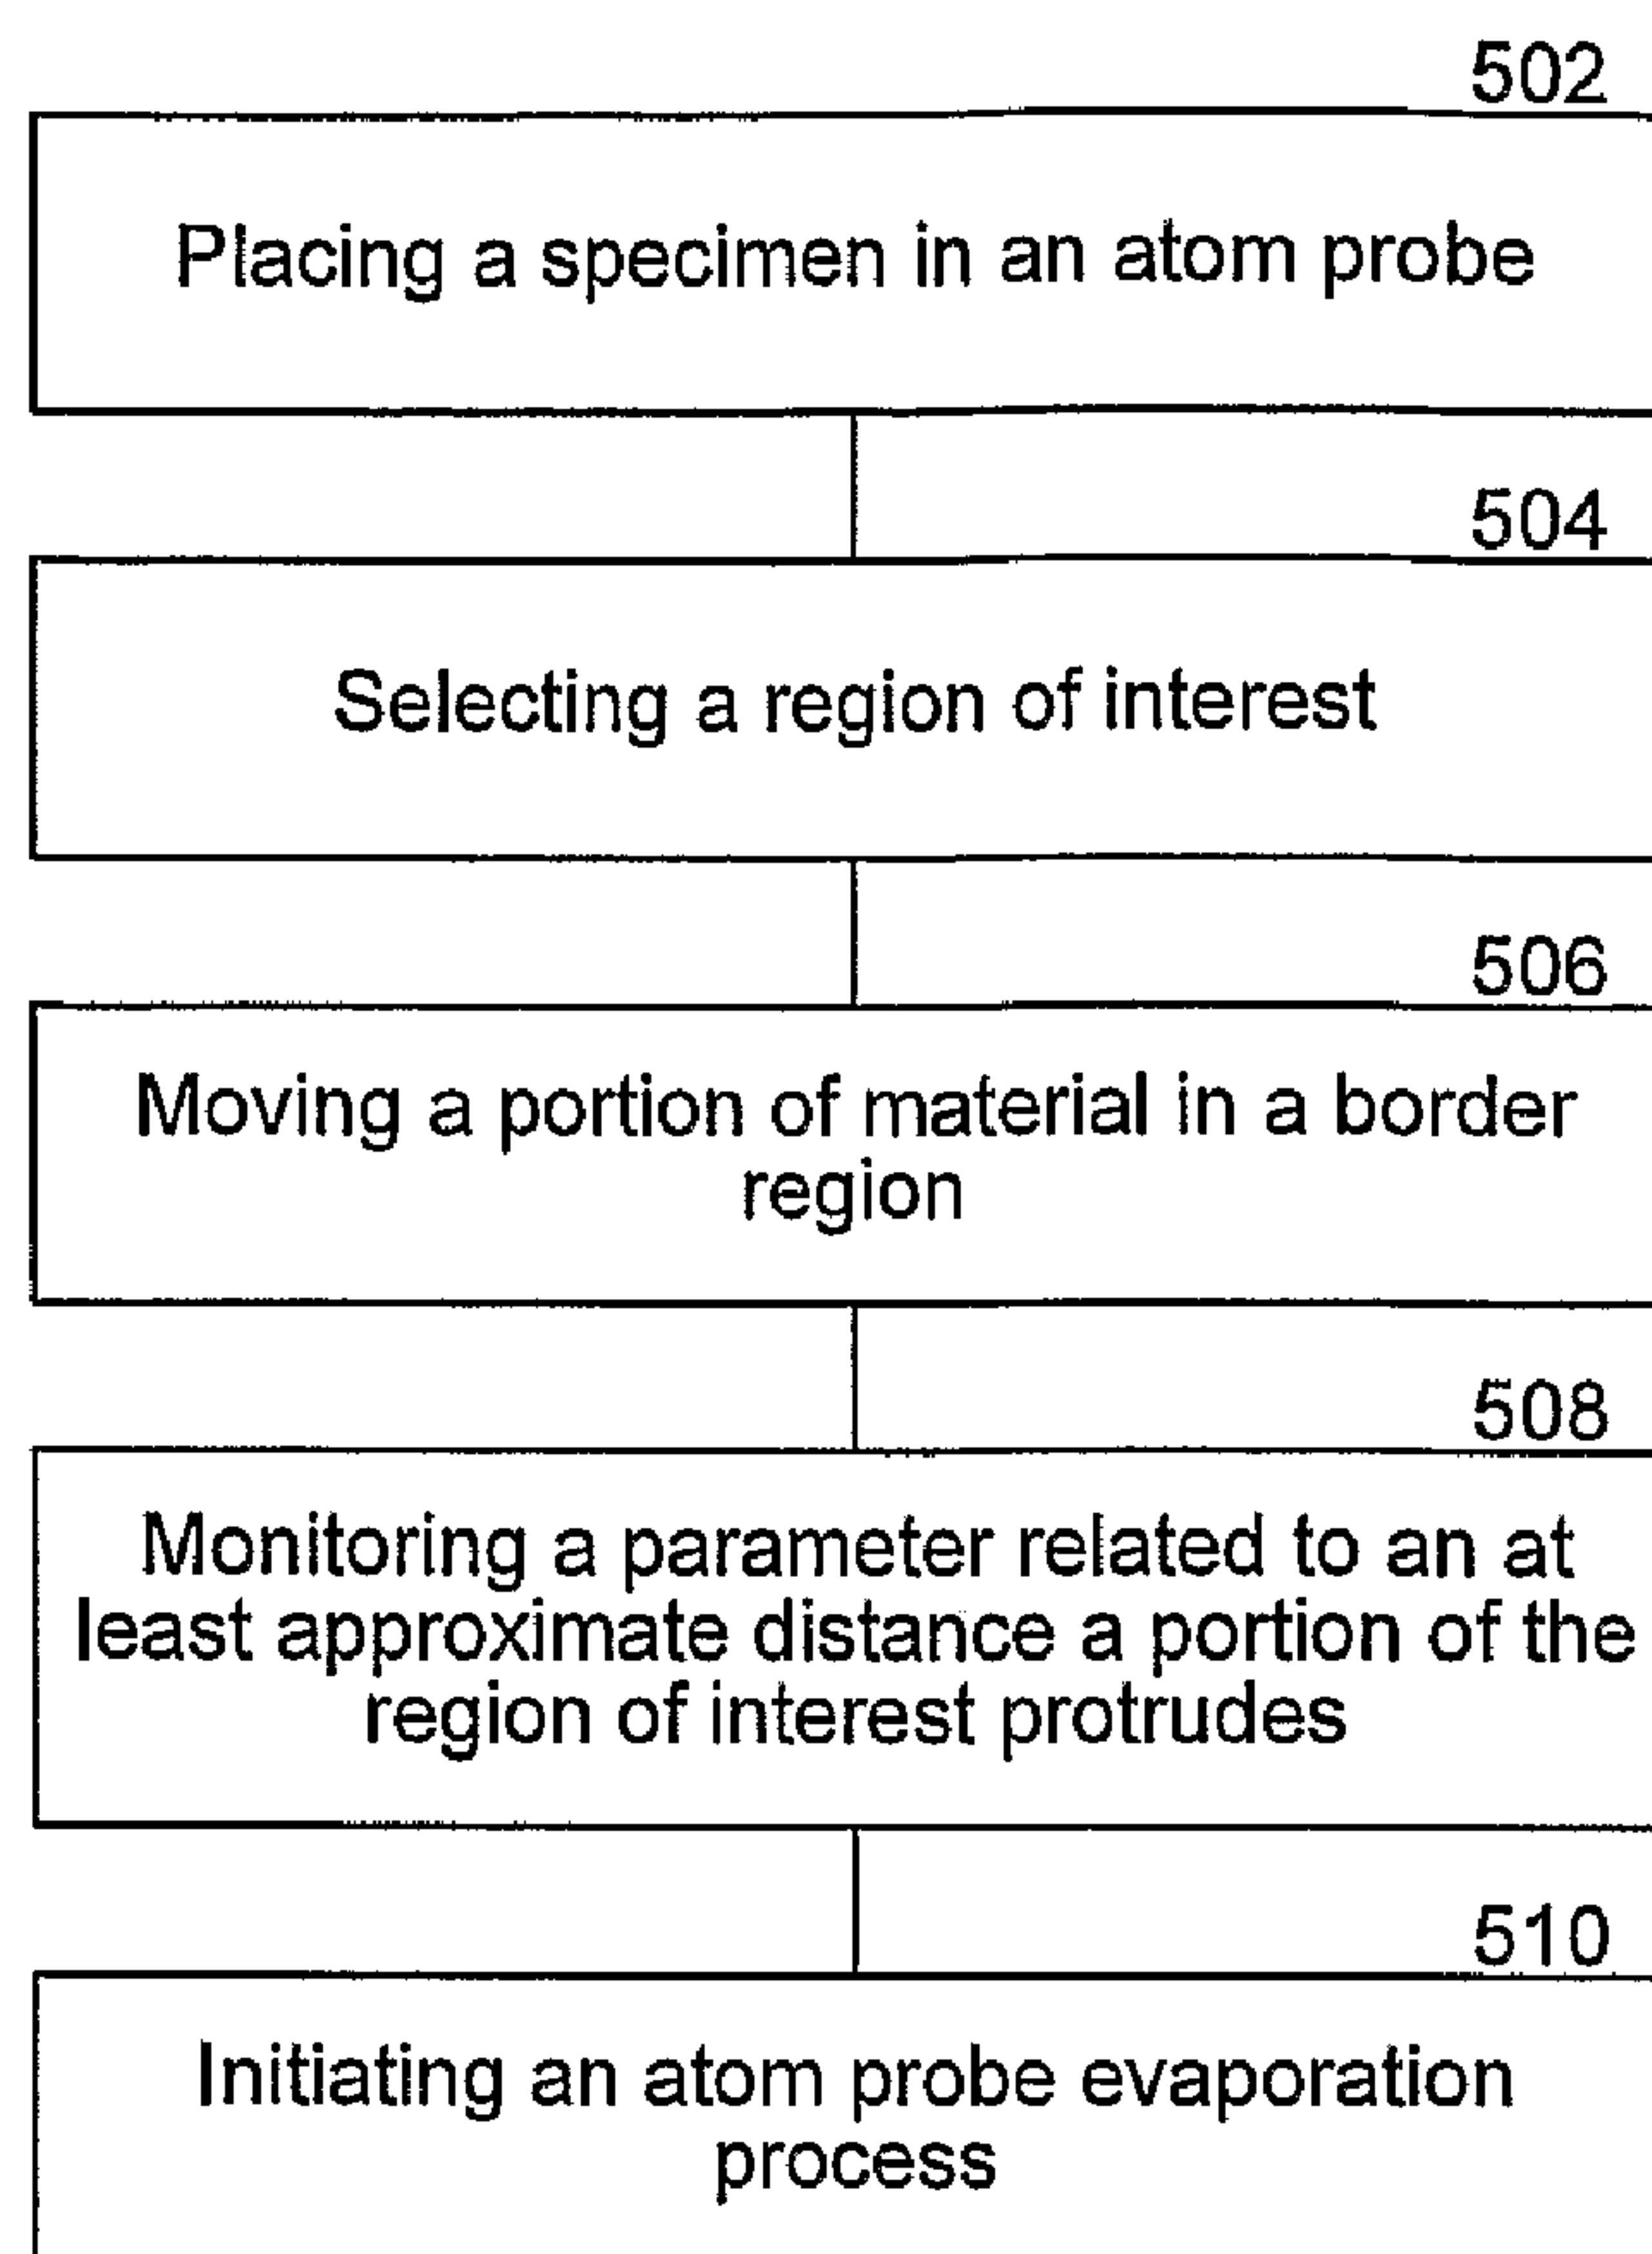 502
Placing a specimen in an atom probe
504
Selecting a region of interest
506
Moving a portion of material in a border
region
508
Monitoring a parameter related to an at
least approximate distance a portion of the
region of interest protrudes
510
Initiating an atom probe evaporation
process